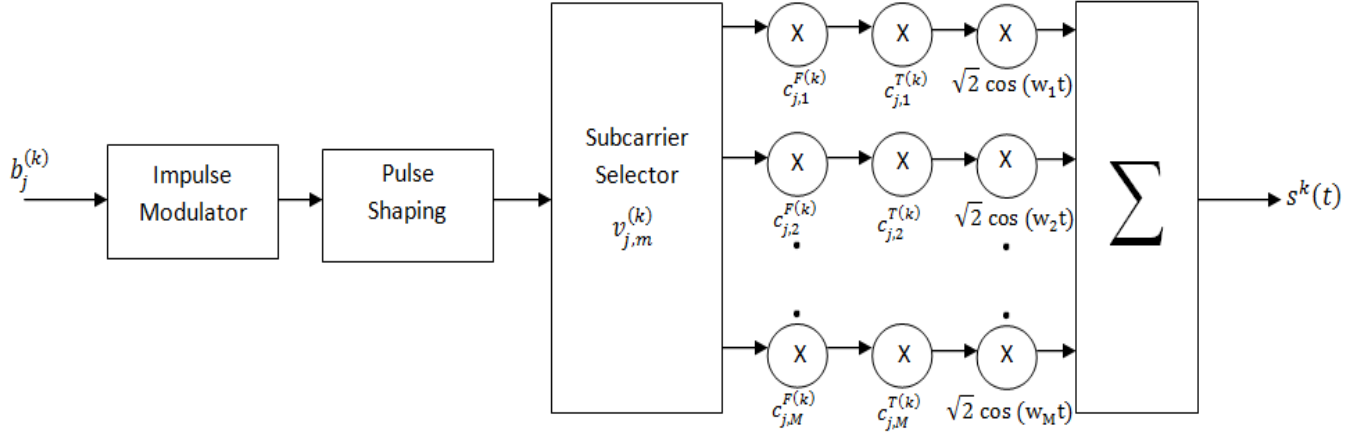 b_j^{(k)}
Impulse
Modulator
Pulse
Shaping
Subcarrier
Selector
v_{j,m}^{(k)}
X X X
c_{j,1}^{F(k)} c_{j,1}^{T(k)} √2 cos (w_1t)
X X X
c_{j,2}^{F(k)} c_{j,2}^{T(k)} √2 cos (w_2t)
X X X
c_{j,M}^{F(k)} c_{j,M}^{T(k)} √2 cos (w_Mt)
∑
s^k(t)